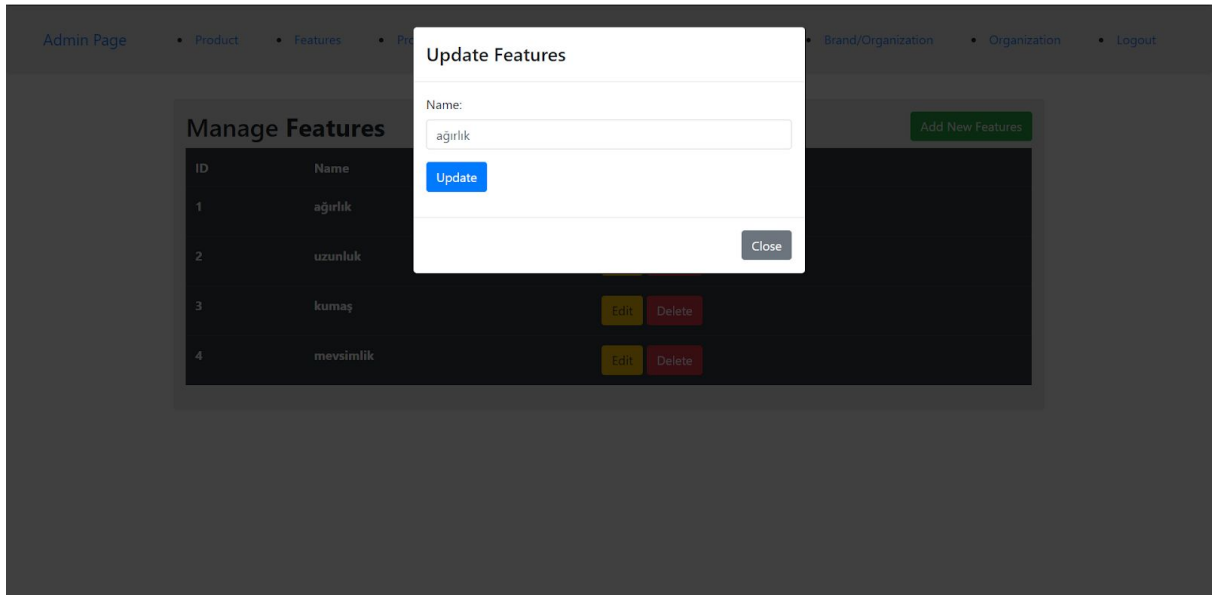 Admin Page Product Features Brand/Organization Organization Logout
Update Features
Name:
ağırlık
Update
Close
Manage Features Add New Features
ID Name
1 ağırlık
2 uzunluk
3 kumaş Edit Delete
4 mevsimlik Edit Delete